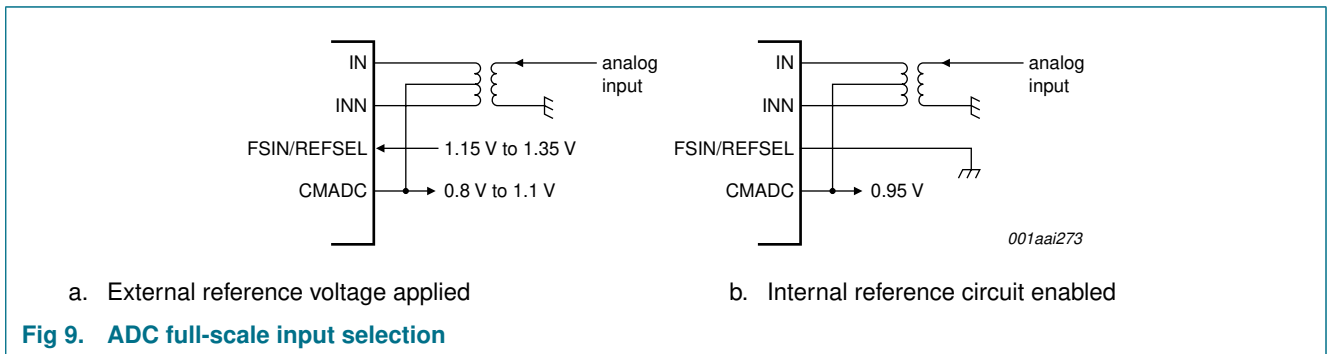 IN
INN
FSIN/REFSEL
CMADC
analog
input
1.15 V to 1.35 V
0.8 V to 1.1 V
IN
INN
FSIN/REFSEL
CMADC
analog
input
0.95 V
001aai273
a. External reference voltage applied
b. Internal reference circuit enabled
Fig 9. ADC full-scale input selection